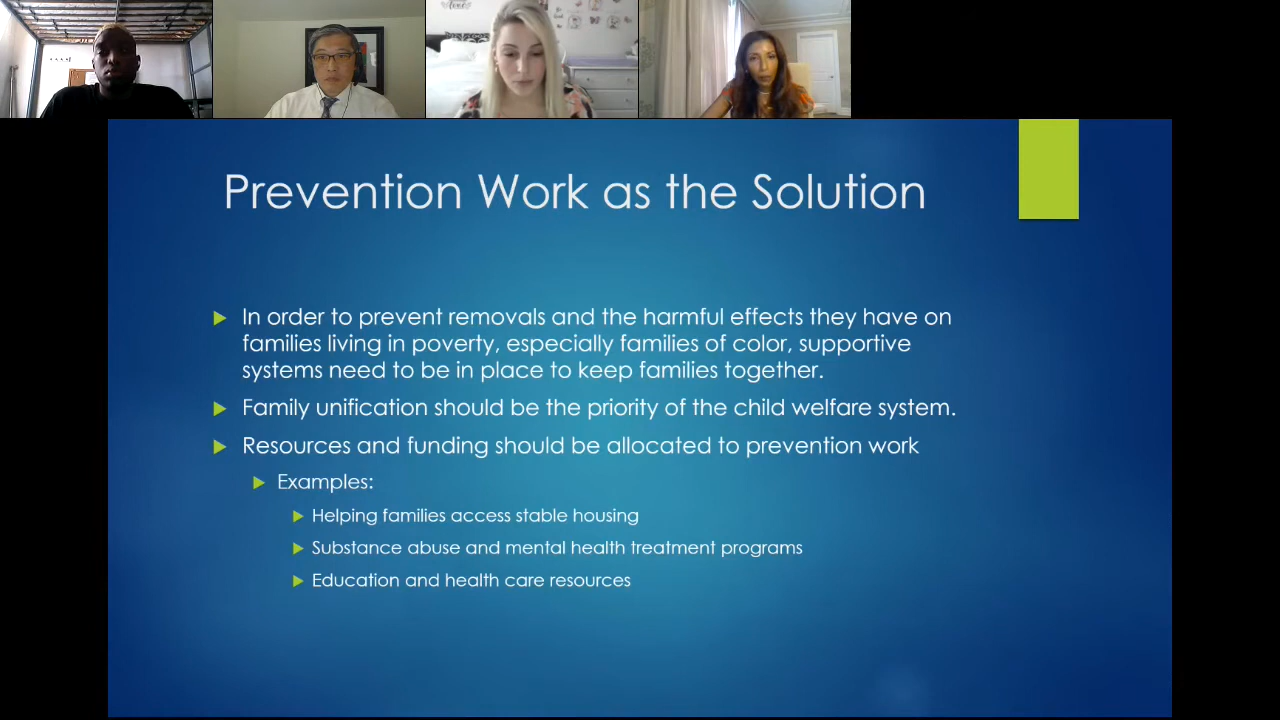 Prevention Work as the Solution
In order to prevent removals and the harmful effects they have on
families living in poverty, especially families of color, supportive
systems need to be in place to keep families together.
Family unification should be the priority of the child welfare system.
Resources and funding should be allocated to prevention work
Examples:
Helping families access stable housing
Substance abuse and mental health treatment programs
Education and health care resources